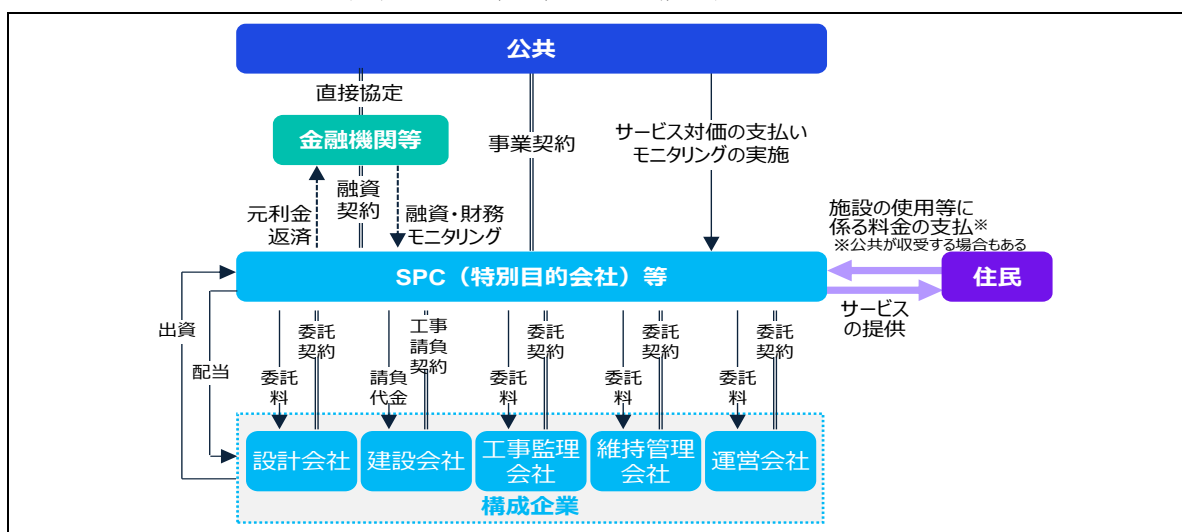 公共
直接協定
金融機関等
事業契約
サービス対価の支払い
モニタリングの実施
元利金
返済
融資
契約
融資・財務
モニタリング
施設の使用等に
係る料金の支払※
※公共が収受する場合もある
SPC（特別目的会社）等
住民
サービス
の提供
出資
配当
委託
料
委託
契約
請負
代金
工事
請負
契約
委託
料
委託
契約
委託
料
委託
契約
委託
料
委託
契約
設計会社
建設会社
工事監理
会社
維持管理
会社
運営会社
構成企業